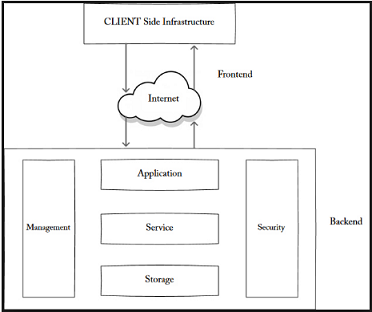 CLIENT Side Infrastructure
Frontend
Internet
Application
Management
Service
Security
Backend
Storage